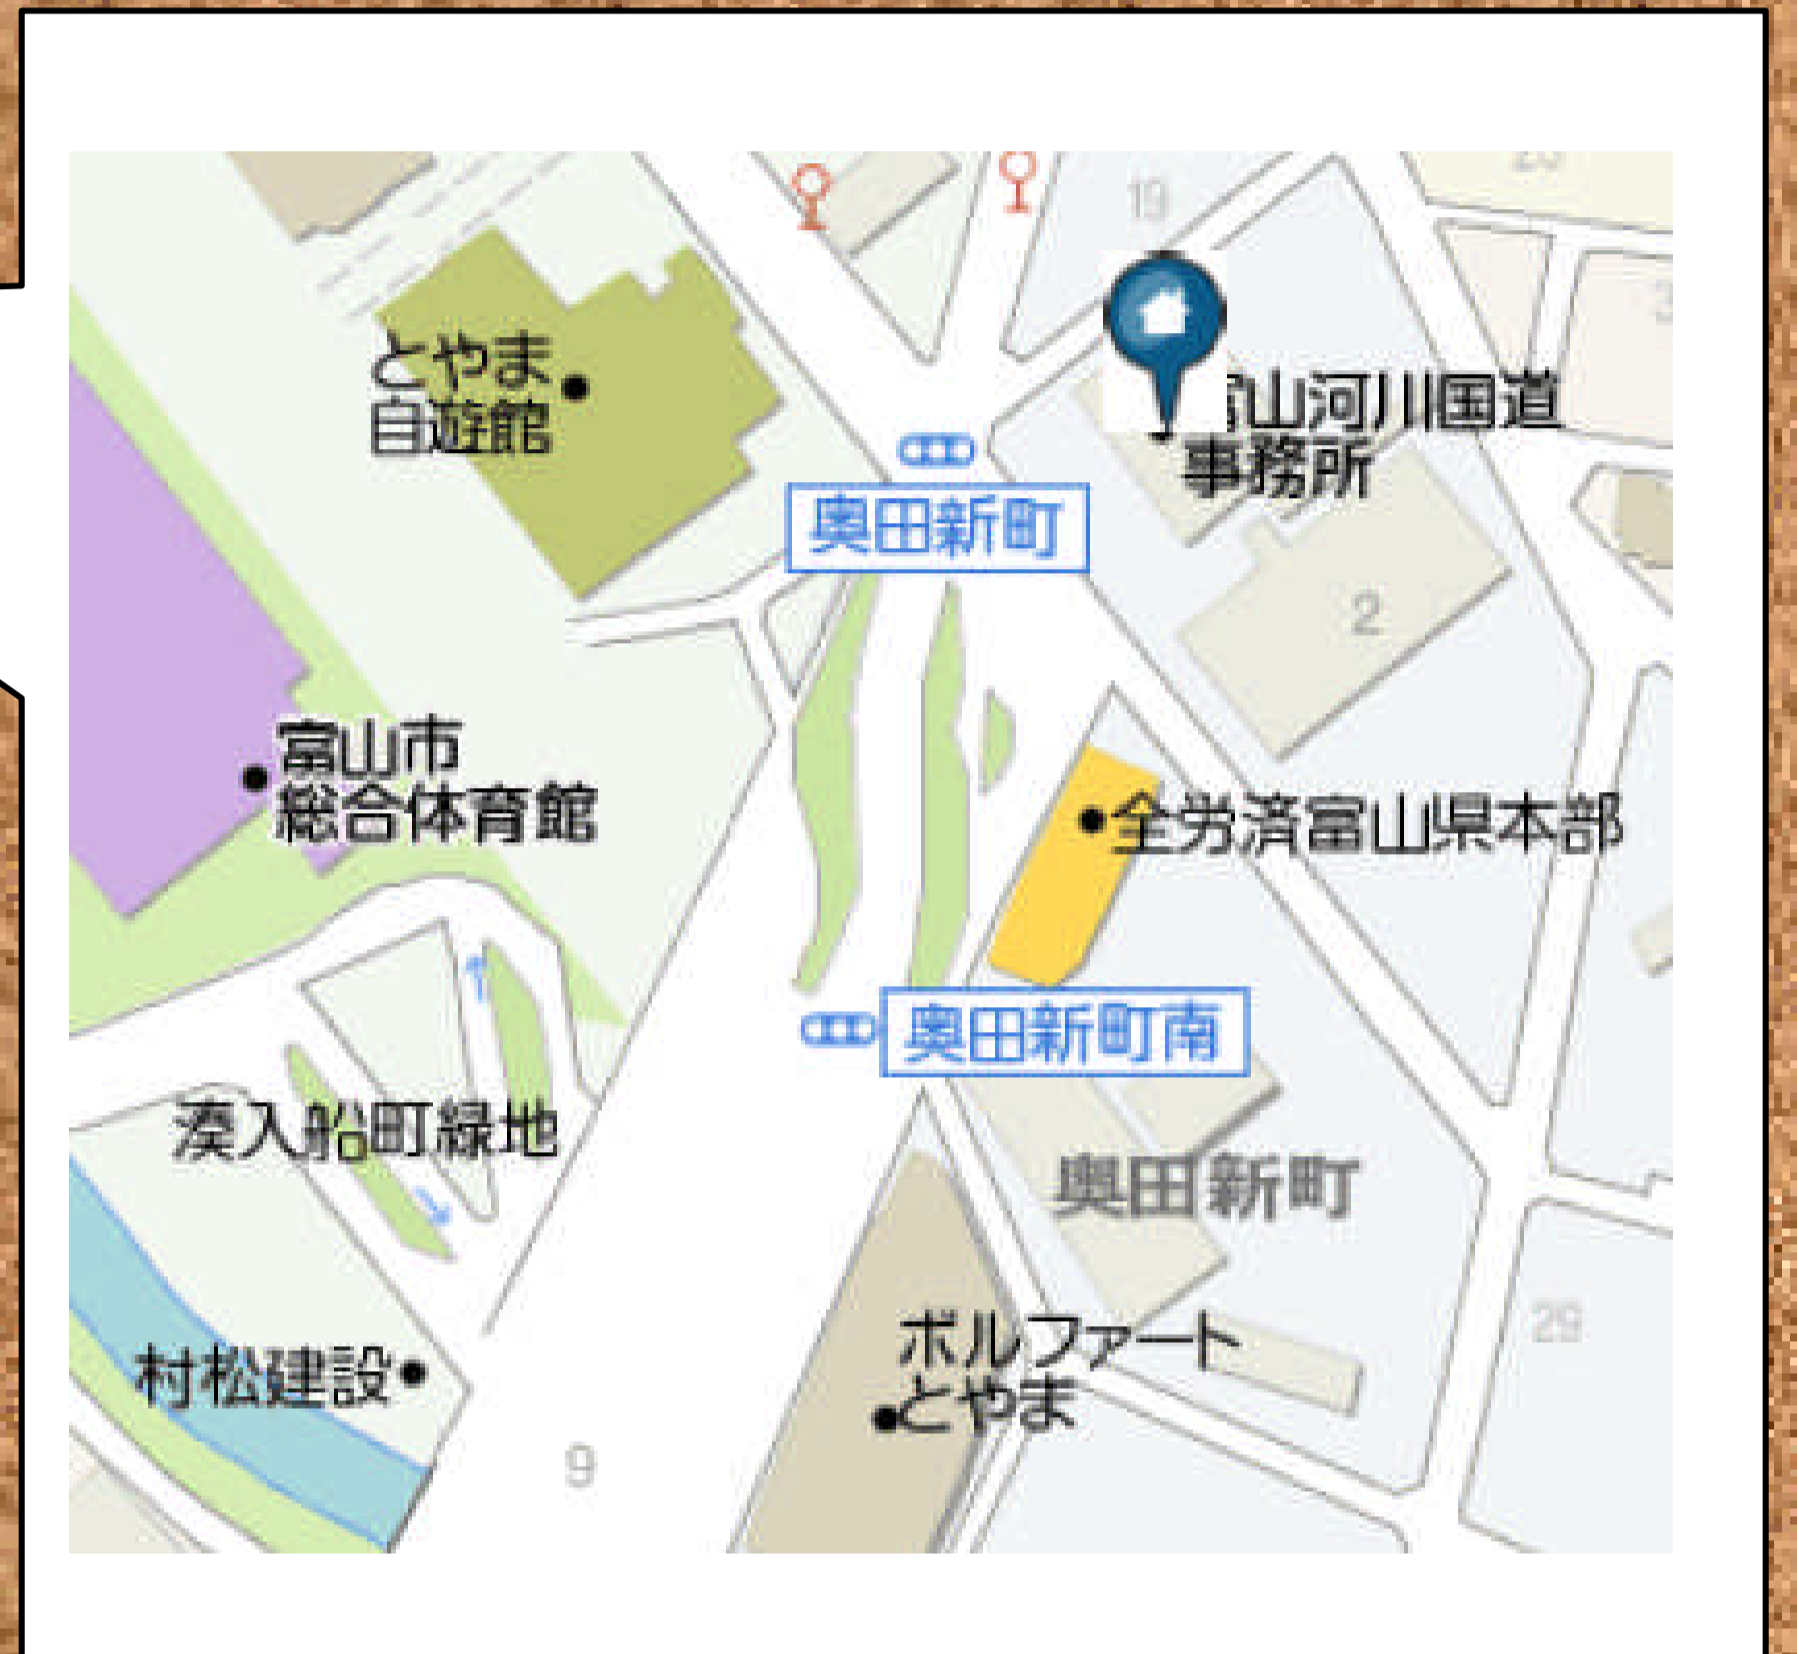 19
とやま
自遊館
山河川国道
事務所
奥田新町
2
富山市
総合体育館
全労済富山県本部
奥田新町南
湊入船町緑地
奥田新町
29
ボルファート
とやま
村松建設
9